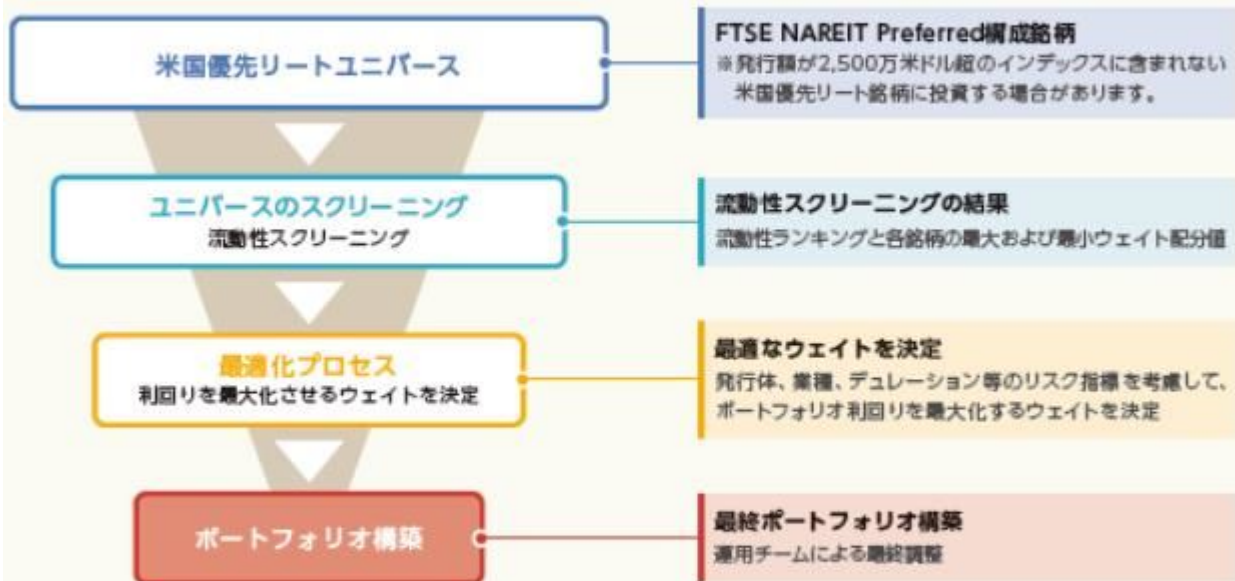 米国優先リートユニバース
FTSE NAREIT Preferred構成銘柄
※発行額が2,500万米ドル超のインデックスに含まれない
米国優先リート銘柄に投資する場合があります。
ユニバースのスクリーニング
流動性スクリーニング
流動性スクリーニングの結果
流動性ランキングと各銘柄の最大および最小ウェイト配分値
最適化プロセス
利回りを最大化させるウェイトを決定
最適なウェイトを決定
発行体、業種、デュレーション等のリスク指標を考慮して、
ポートフォリオ利回りを最大化するウェイトを決定
ポートフォリオ構築
最終ポートフォリオ構築
運用チームによる最終調整